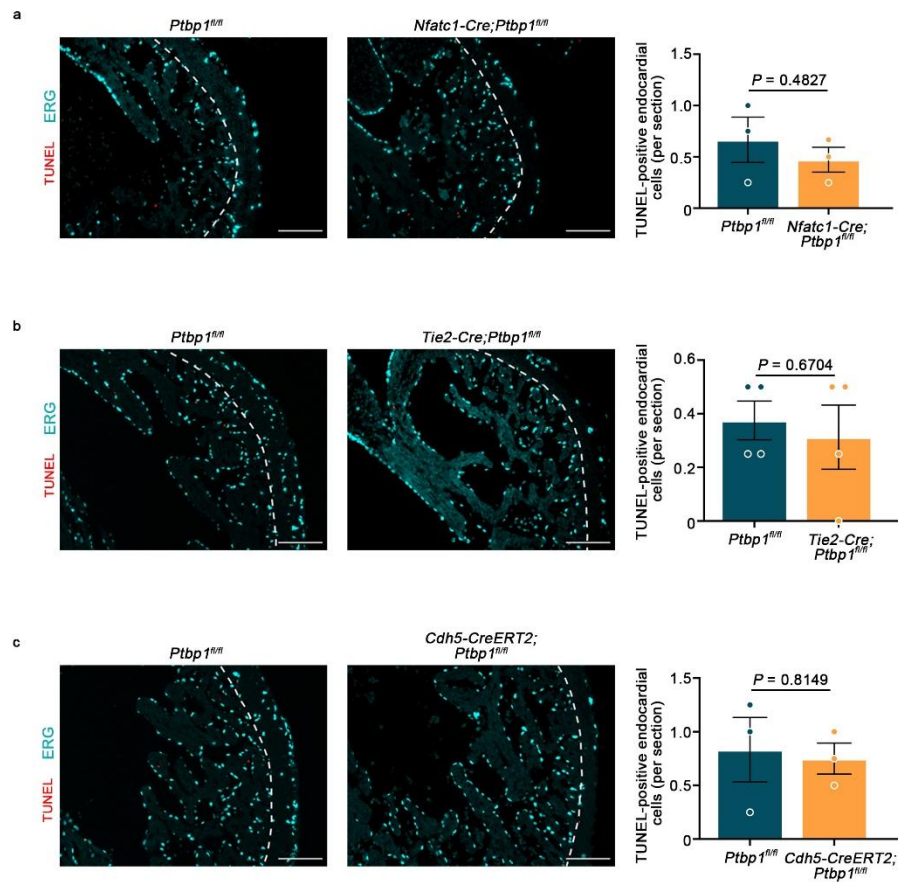 a
Ptbp1fl/fl
Nfatc1-Cre;Ptbp1fl/fl
TUNEL ERG
TUNEL-positive endocardial
cells (per section)
1.5
1.0
0.5
0
P = 0.4827
Ptbp1fl/fl
Nfatc1-Cre;
Ptbp1fl/fl
b
Ptbp1fl/fl
Tie2-Cre;Ptbp1fl/fl
TUNEL ERG
TUNEL-positive endocardial
cells (per section)
0.6
0.4
0.2
0
P = 0.6704
Ptbp1fl/fl
Tie2-Cre;
Ptbp1fl/fl
c
Ptbp1fl/fl
Cdh5-CreERT2;
Ptbp1fl/fl
TUNEL ERG
TUNEL-positive endocardial
cells (per section)
1.5
1.0
0.5
0
P = 0.8149
Ptbp1fl/fl
Cdh5-CreERT2;
Ptbp1fl/fl